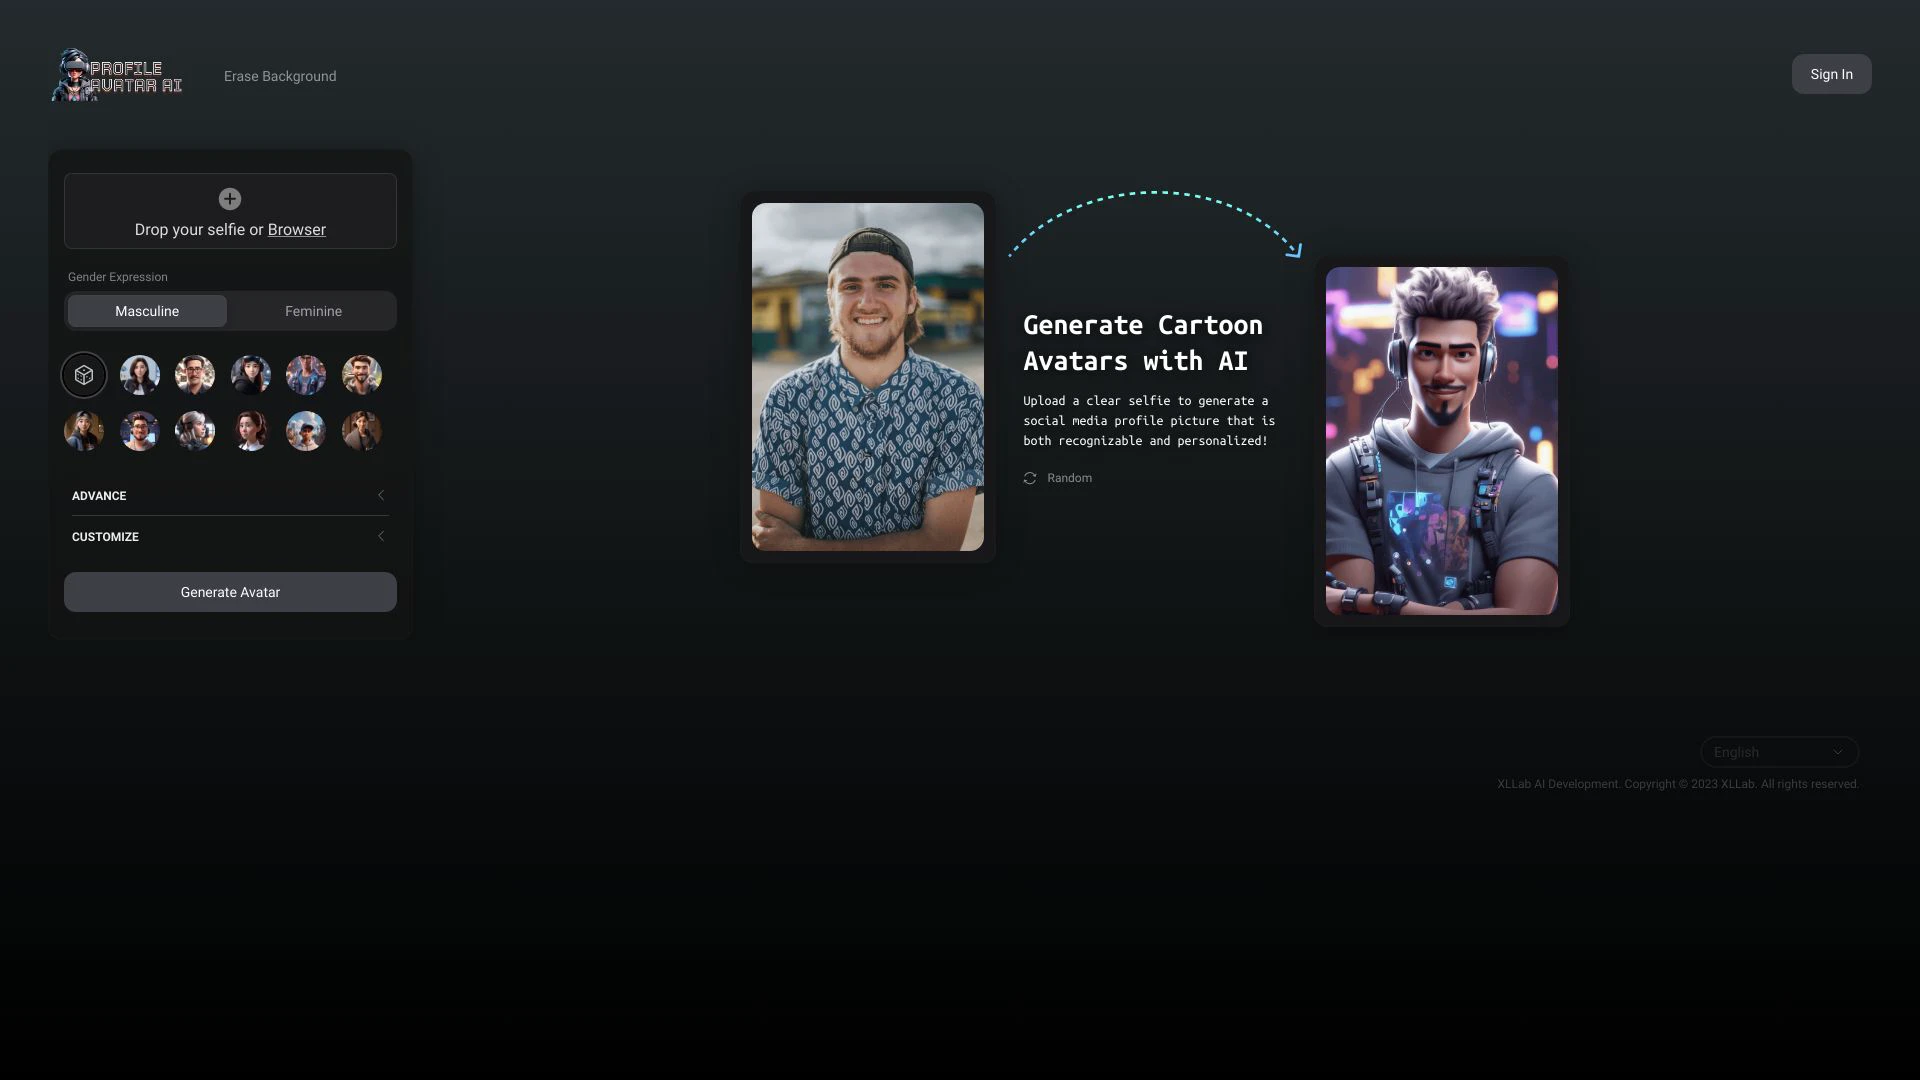 PROFILE
AVATAR AI
Erase Background
Sign In
Drop your selfie or Browser
Gender Expression
Masculine
Feminine
ADVANCE
CUSTOMIZE
Generate Avatar
Generate Cartoon
Avatars with AI
Upload a clear selfie to generate a
social media profile picture that is
both recognizable and personalized!
Random
English
XLLab AI Development. Copyright © 2023 XLLab. All rights reserved.